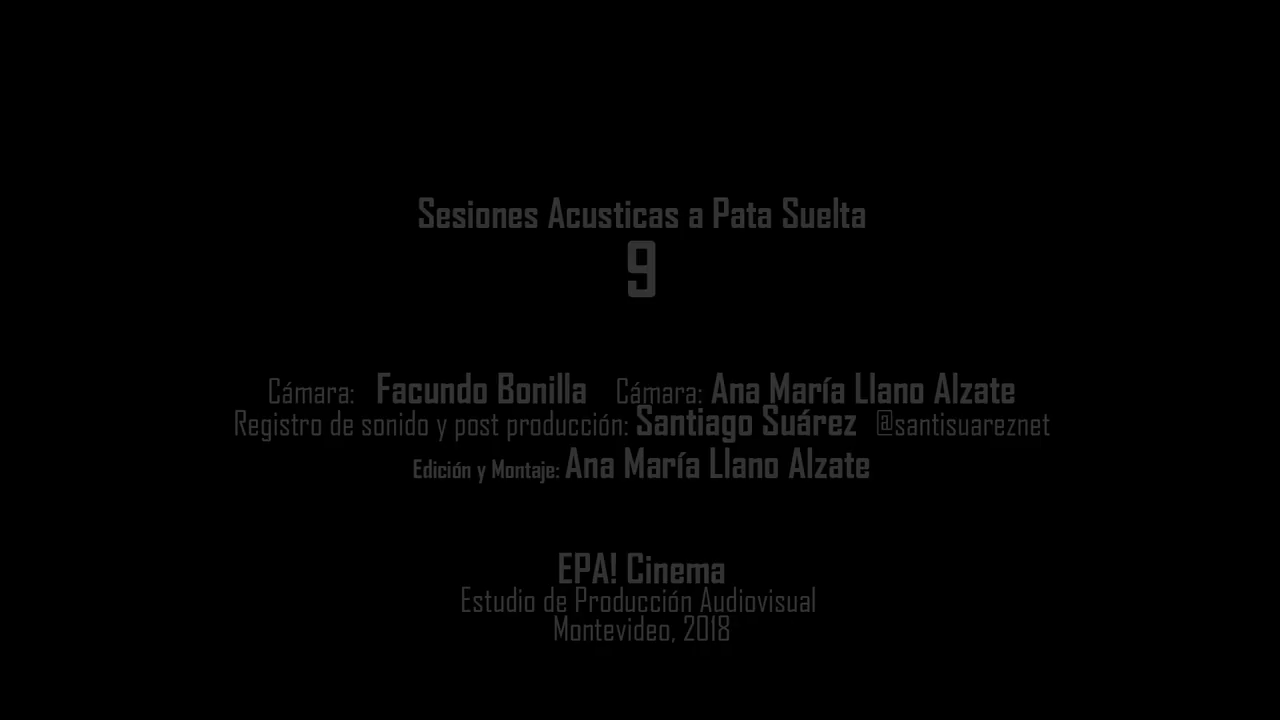 Sesiones Acusticas a Pata Suelta
9
Cámara: Facundo Bonilla Cámara: Ana María Llano Alzate
Registro de sonido y post producción: Santiago Suárez @santisuareznet
Edición y Montaje: Ana María Llano Alzate
EPA! Cinema
Estudio de Producción Audiovisual
Montevideo, 2018